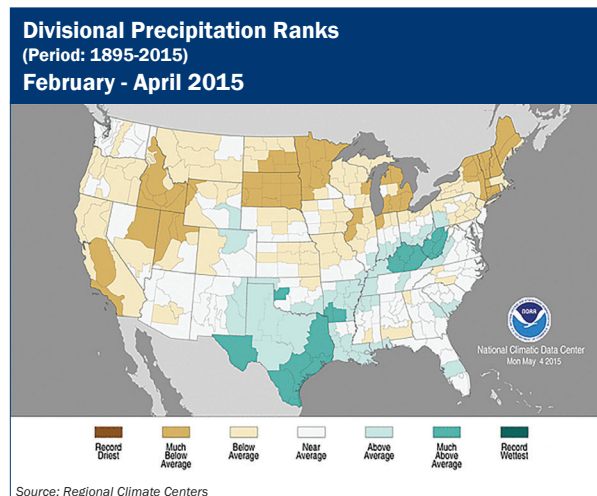 Divisional Precipitation Ranks
(Period: 1895-2015)
February - April 2015
NOAA
National Climatic Data Center
Mon May 4 2015
Record
Driest
Much
Below
Average
Below
Average
Near
Average
Above
Average
Much
Above
Average
Record
Wettest
Source: Regional Climate Centers